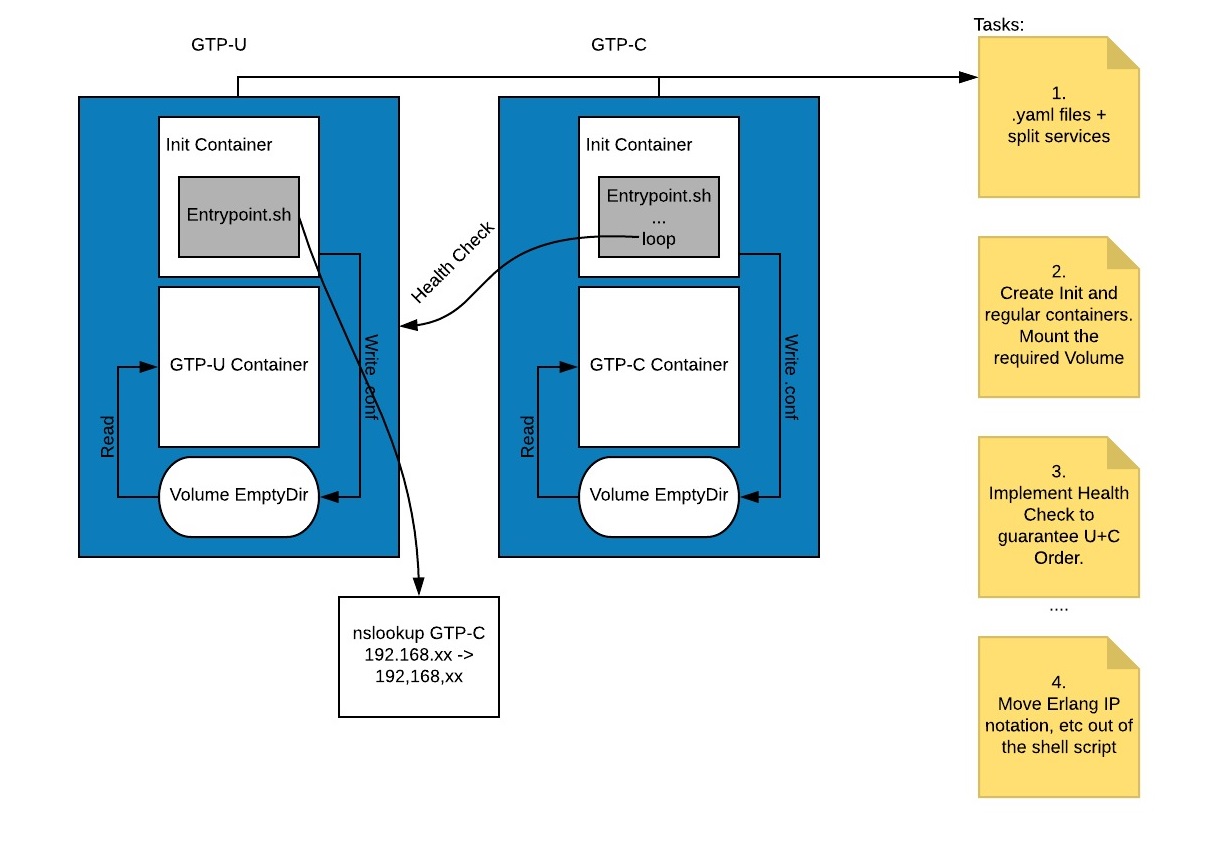 Tasks:
GTP-U
GTP-C
Init Container
Entrypoint.sh
GTP-U Container
Volume EmptyDir
Read
Write .conf
Health Check
Init Container
Entrypoint.sh
...
loop
GTP-C Container
Volume EmptyDir
Read
Write .conf
nslookup GTP-C
192.168.xx ->
192,168,xx
1.
.yaml files +
split services
2.
Create Init and
regular containers.
Mount the
required Volume
3.
Implement Health
Check to
guarantee U+C
Order.
....
4.
Move Erlang IP
notation, etc out of
the shell script